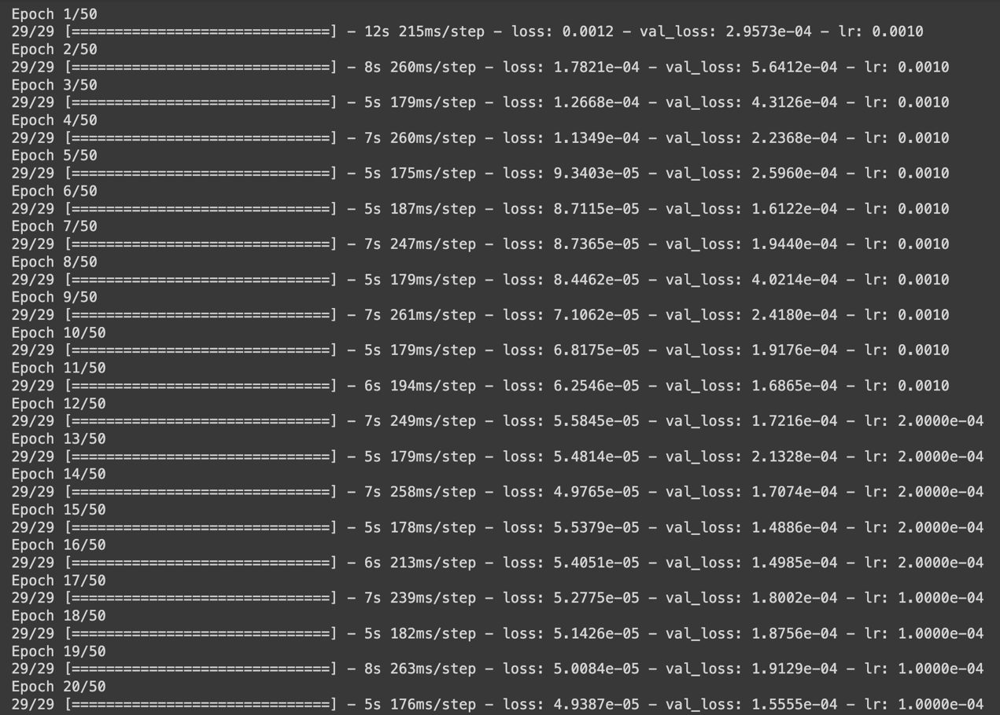 Epoch 1/50
29/29 [==============================] - 12s 215ms/step - loss: 0.0012 - val_loss: 2.9573e-04 - lr: 0.0010
Epoch 2/50
29/29 [==============================] - 8s 260ms/step - loss: 1.7821e-04 - val_loss: 5.6412e-04 - lr: 0.0010
Epoch 3/50
29/29 [==============================] - 5s 179ms/step - loss: 1.2668e-04 - val_loss: 4.3126e-04 - lr: 0.0010
Epoch 4/50
29/29 [==============================] - 7s 260ms/step - loss: 1.1349e-04 - val_loss: 2.2368e-04 - lr: 0.0010
Epoch 5/50
29/29 [==============================] - 5s 175ms/step - loss: 9.3403e-05 - val_loss: 2.5960e-04 - lr: 0.0010
Epoch 6/50
29/29 [==============================] - 5s 187ms/step - loss: 8.7115e-05 - val_loss: 1.6122e-04 - lr: 0.0010
Epoch 7/50
29/29 [==============================] - 7s 247ms/step - loss: 8.7365e-05 - val_loss: 1.9440e-04 - lr: 0.0010
Epoch 8/50
29/29 [==============================] - 5s 179ms/step - loss: 8.4462e-05 - val_loss: 4.0214e-04 - lr: 0.0010
Epoch 9/50
29/29 [==============================] - 7s 261ms/step - loss: 7.1062e-05 - val_loss: 2.4180e-04 - lr: 0.0010
Epoch 10/50
29/29 [==============================] - 5s 179ms/step - loss: 6.8175e-05 - val_loss: 1.9176e-04 - lr: 0.0010
Epoch 11/50
29/29 [==============================] - 6s 194ms/step - loss: 6.2546e-05 - val_loss: 1.6865e-04 - lr: 0.0010
Epoch 12/50
29/29 [==============================] - 7s 249ms/step - loss: 5.5845e-05 - val_loss: 1.7216e-04 - lr: 2.0000e-04
Epoch 13/50
29/29 [==============================] - 5s 179ms/step - loss: 5.4814e-05 - val_loss: 2.1328e-04 - lr: 2.0000e-04
Epoch 14/50
29/29 [==============================] - 7s 258ms/step - loss: 4.9765e-05 - val_loss: 1.7074e-04 - lr: 2.0000e-04
Epoch 15/50
29/29 [==============================] - 5s 178ms/step - loss: 5.5379e-05 - val_loss: 1.4886e-04 - lr: 2.0000e-04
Epoch 16/50
29/29 [==============================] - 6s 213ms/step - loss: 5.4051e-05 - val_loss: 1.4985e-04 - lr: 2.0000e-04
Epoch 17/50
29/29 [==============================] - 7s 239ms/step - loss: 5.2775e-05 - val_loss: 1.8002e-04 - lr: 1.0000e-04
Epoch 18/50
29/29 [==============================] - 5s 182ms/step - loss: 5.1426e-05 - val_loss: 1.8756e-04 - lr: 1.0000e-04
Epoch 19/50
29/29 [==============================] - 8s 263ms/step - loss: 5.0084e-05 - val_loss: 1.9129e-04 - lr: 1.0000e-04
Epoch 20/50
29/29 [==============================] - 5s 176ms/step - loss: 4.9387e-05 - val_loss: 1.5555e-04 - lr: 1.0000e-04